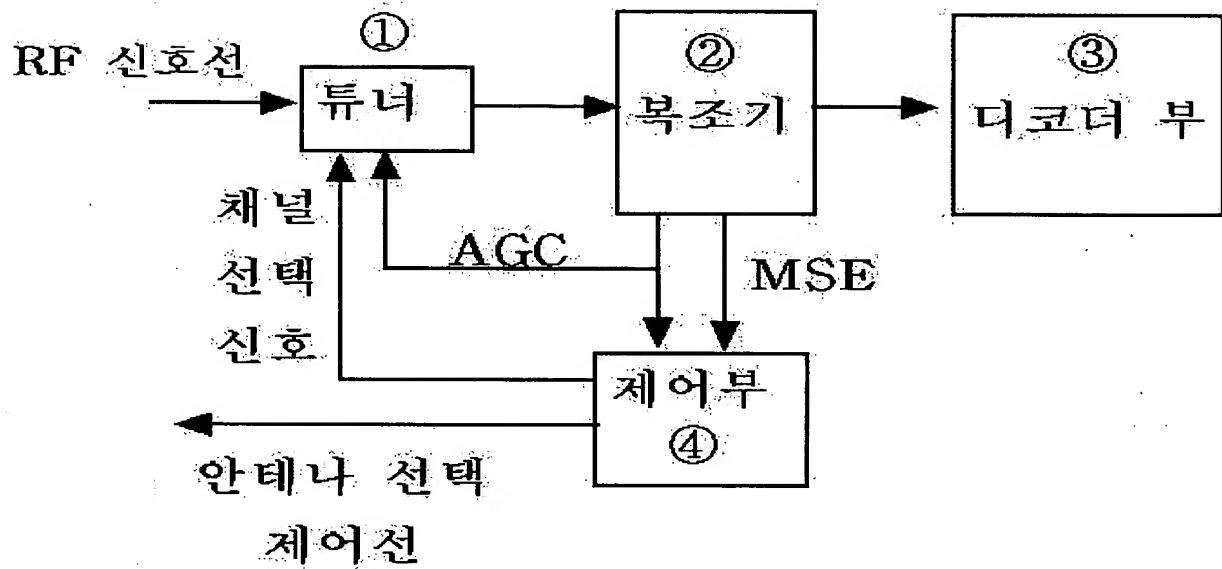 ①
RF 신호선
튜너
②
복조기
③
디코더 부
채널
선택
신호
AGC
MSE
제어부
④
안테나 선택
제어선